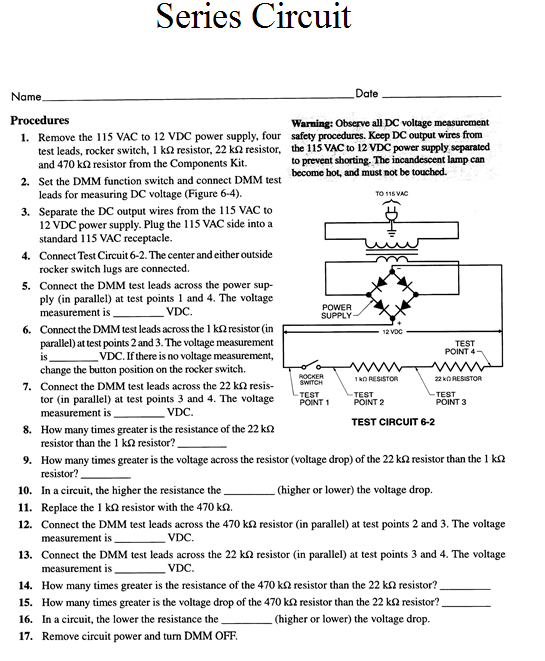 Series Circuit
Name
Date
Procedures
1. Remove the 115 VAC to 12 VDC power supply, four
test leads, rocker switch, 1 kΩ resistor, 22 kΩ resistor,
and 470 kΩ resistor from the Components Kit.
2. Set the DMM function switch and connect DMM test
leads for measuring DC voltage (Figure 6-4).
3. Separate the DC output wires from the 115 VAC to
12 VDC power supply. Plug the 115 VAC side into a
standard 115 VAC receptacle.
4. Connect Test Circuit 6-2. The center and either outside
rocker switch lugs are connected.
5. Connect the DMM test leads across the power sup-
ply (in parallel) at test points 1 and 4. The voltage
measurement is ________ VDC.
6. Connect the DMM test leads across the 1 kΩ resistor (in
parallel) at test points 2 and 3. The voltage measurement
is ________ VDC. If there is no voltage measurement,
change the button position on the rocker switch.
7. Connect the DMM test leads across the 22 kΩ resis-
tor (in parallel) at test points 3 and 4. The voltage
measurement is ________ VDC.
8. How many times greater is the resistance of the 22 kΩ
resistor than the 1 kΩ resistor? ________
Warning: Observe all DC voltage measurement
safety procedures. Keep DC output wires from
the 115 VAC to 12 VDC power supply separated
to prevent shorting. The incandescent lamp can
become hot, and must not be touched.
TO 115 VAC
−
POWER
SUPPLY
+
12 VDC
TEST
POINT 4
ROCKER
SWITCH
1 kΩ RESISTOR
22 kΩ RESISTOR
TEST
POINT 1
TEST
POINT 2
TEST
POINT 3
TEST CIRCUIT 6-2
9. How many times greater is the voltage across the resistor (voltage drop) of the 22 kΩ resistor than the 1 kΩ
resistor? ________
10. In a circuit, the higher the resistance the ________ (higher or lower) the voltage drop.
11. Replace the 1 kΩ resistor with the 470 kΩ.
12. Connect the DMM test leads across the 470 kΩ resistor (in parallel) at test points 2 and 3. The voltage
measurement is ________ VDC.
13. Connect the DMM test leads across the 22 kΩ resistor (in parallel) at test points 3 and 4. The voltage
measurement is ________ VDC.
14. How many times greater is the resistance of the 470 kΩ resistor than the 22 kΩ resistor? ________
15. How many times greater is the voltage drop of the 470 kΩ resistor than the 22 kΩ resistor? ________
16. In a circuit, the lower the resistance the ________ (higher or lower) the voltage drop.
17. Remove circuit power and turn DMM OFF.